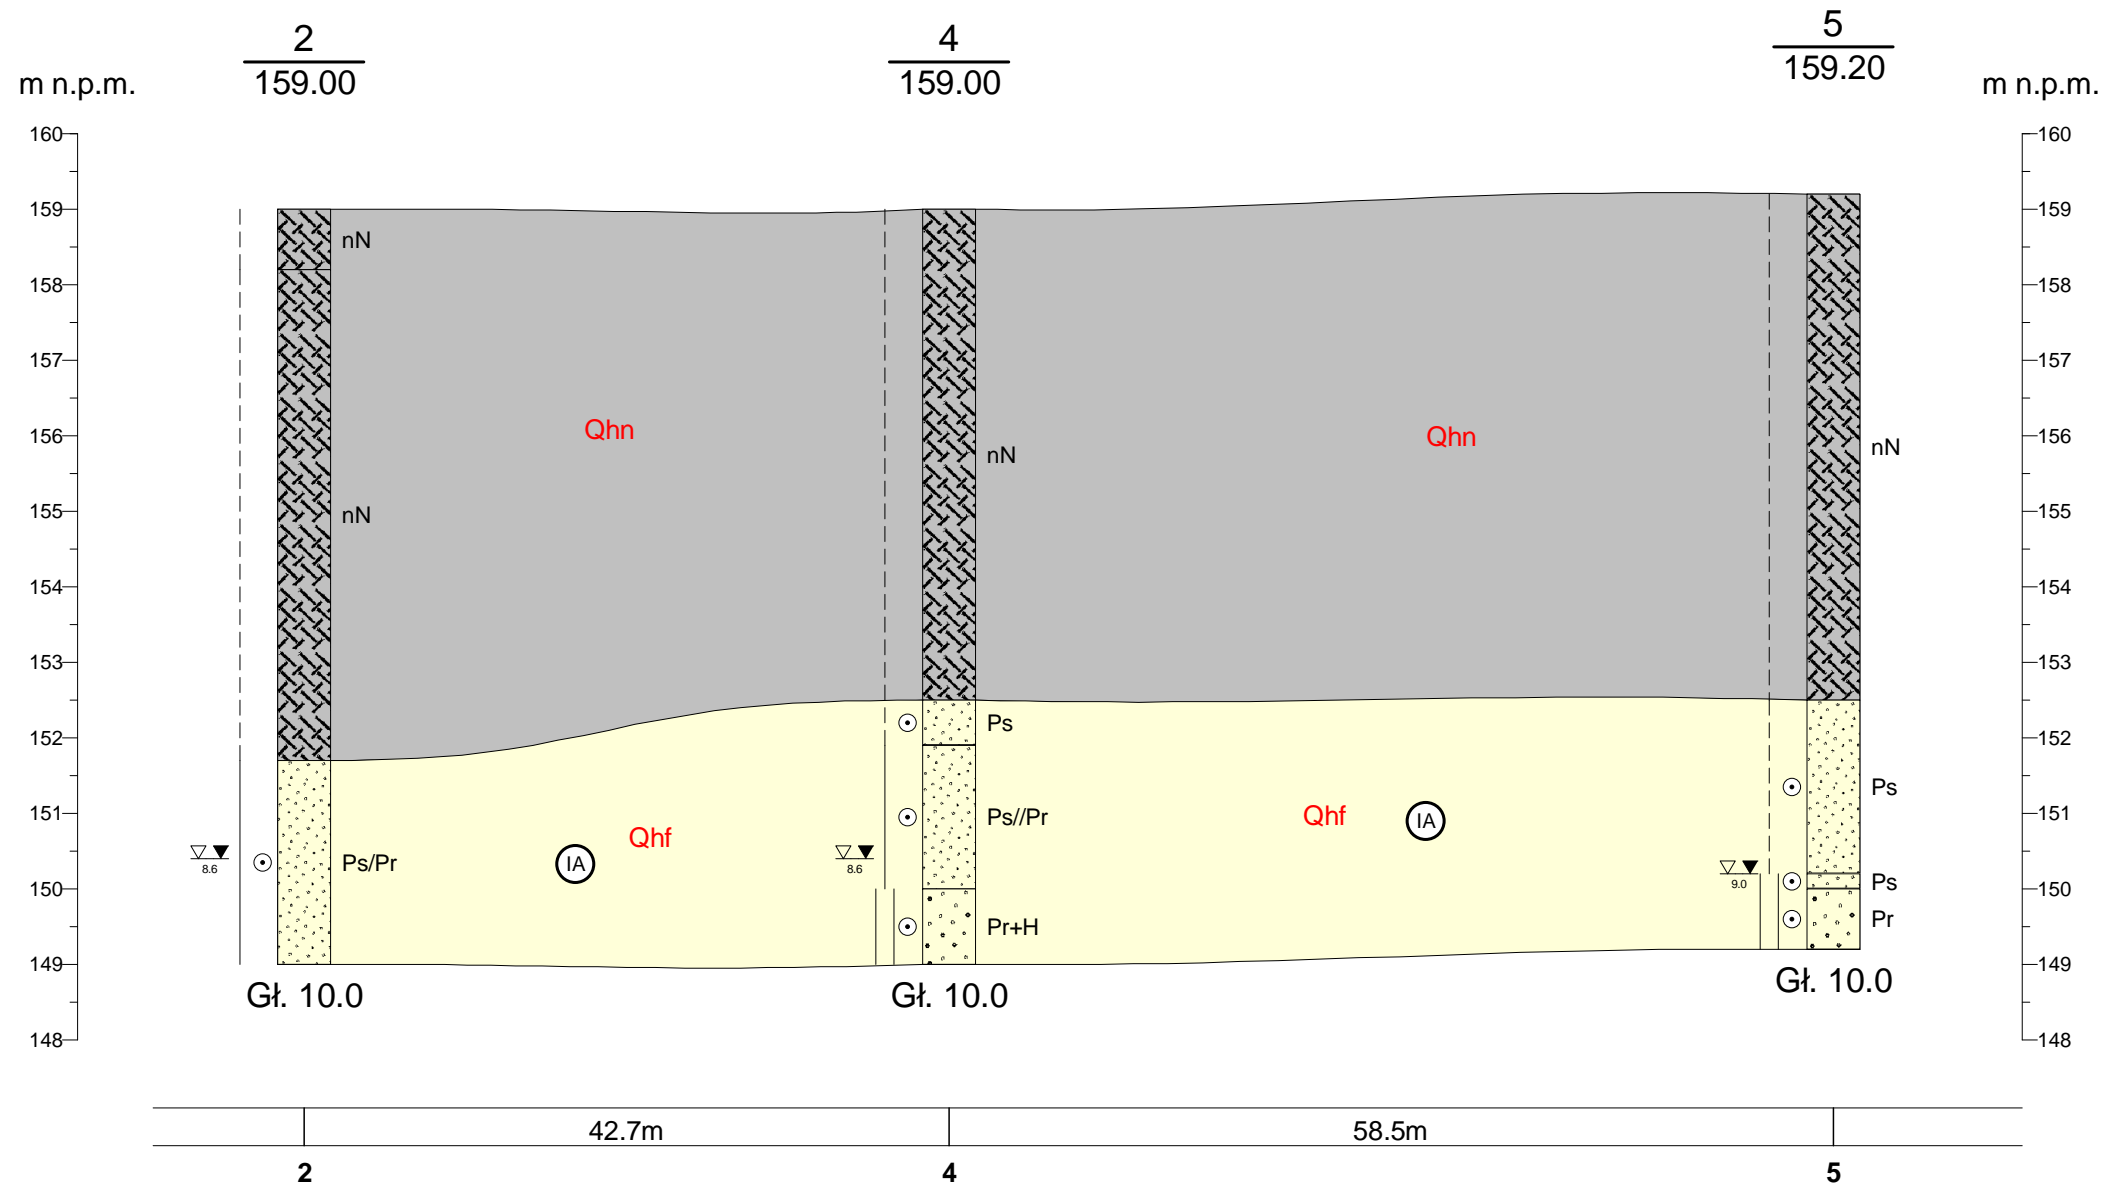 2 4 5
159.00 159.00 159.20
m n.p.m. m n.p.m.
160 160
159 159
nN
158 158
157 157
Qhn Qhn
156 156
nN nN
155 155
nN
154 154
153 153
Ps
152 152
Ps
151 Ps//Pr Qhf IA 151
Qhf
Ps/Pr IA
8.6 8.6
Ps
9.0
150 150
Pr
Pr+H
149 149
Gł. 10.0 Gł. 10.0 Gł. 10.0
148 148
42.7m 58.5m
2 4 5